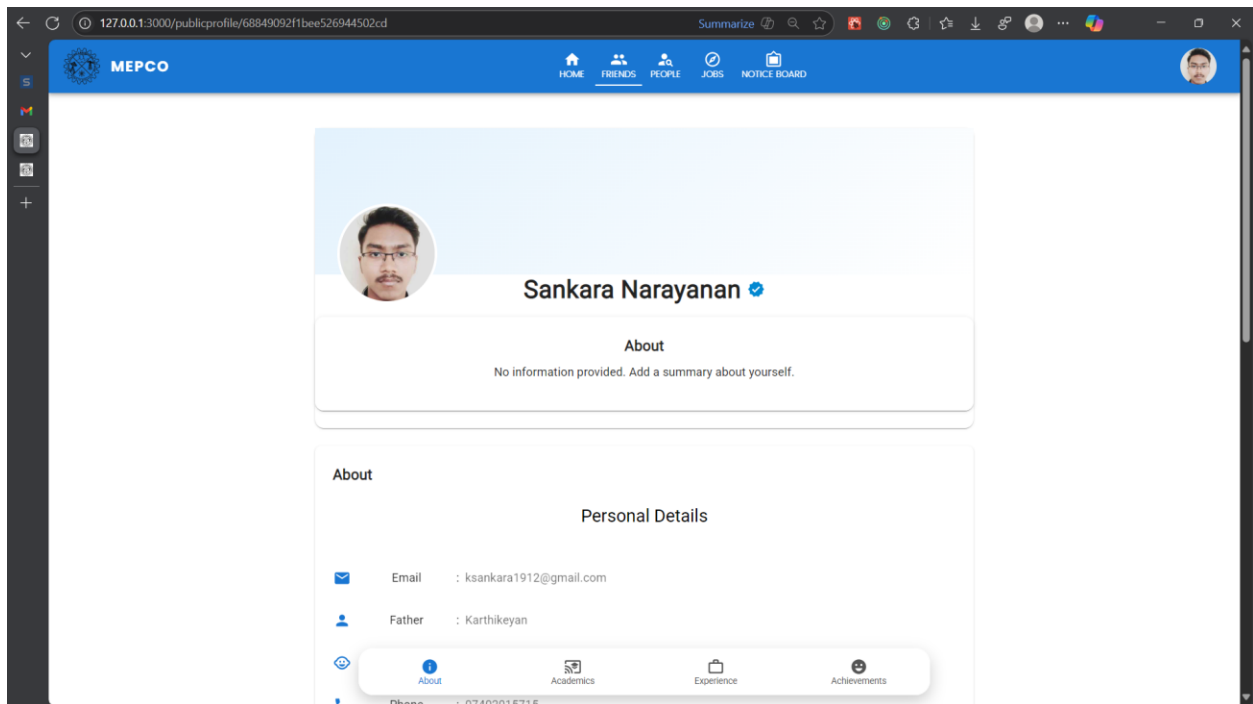 127.0.0.1:3000/publicprofile/68849092f1bee526944502cd
Summarize
MEPCO
HOME FRIENDS PEOPLE JOBS NOTICE BOARD
Sankara Narayanan
About
No information provided. Add a summary about yourself.
About
Personal Details
Email : ksankara1912@gmail.com
Father : Karthikeyan
About Academics Experience Achievements
Phone : 07402915715